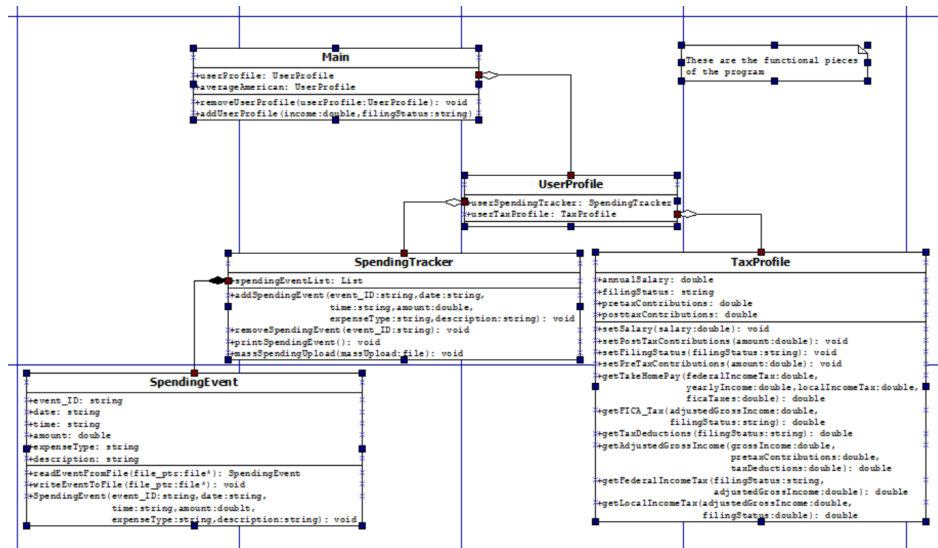 Main
+userProfile: UserProfile
+averageAmerican: UserProfile
+removeUserProfile(userProfile:UserProfile): void
+addUserProfile(income:double,filingStatus:string)
These are the functional pieces
of the program
UserProfile
+userSpendingTracker: SpendingTracker
+userTaxProfile: TaxProfile
SpendingTracker
+spendingEventList: List
+addSpendingEvent(event_ID:string,date:string,
time:string,amount:double,
expenseType:string,description:string): void
+removeSpendingEvent(event_ID:string): void
+printSpendingEvent(): void
+massSpendingUpload(massUpload:file): void
TaxProfile
+annualSalary: double
+filingStatus: string
+pretaxContributions: double
+posttaxContributions: double
+setSalary(salary:double): void
+setPostTaxContributions(amount:double): void
+setFilingStatus(filingStatus:string): void
+setPreTaxContributions(amount:double): void
+getTakeHomePay(federalIncomeTax:double,
yearlyIncome:double,localIncomeTax:double,
ficaTaxes:double): double
+getFICA_Tax(adjustedGrossIncome:double,
filingStatus:string): double
+getTaxDeductions(filingStatus:string): double
+getAdjustedGrossIncome(grossIncome:double,
pretaxContributions:double,
taxDeductions:double): double
+getFederalIncomeTax(filingStatus:string,
adjustedGrossIncome:double): double
+getLocalIncomeTax(adjustedGrossIncome:double,
filingStatus:double): double
SpendingEvent
+event_ID: string
+date: string
+time: string
+amount: double
+expenseType: string
+description: string
+readEventFromFile(file_ptr:file*): SpendingEvent
+writeEventToFile(file_ptr:file*): void
+SpendingEvent(event_ID:string,date:string,
time:string,amount:doublt,
expenseType:string,description:string): void